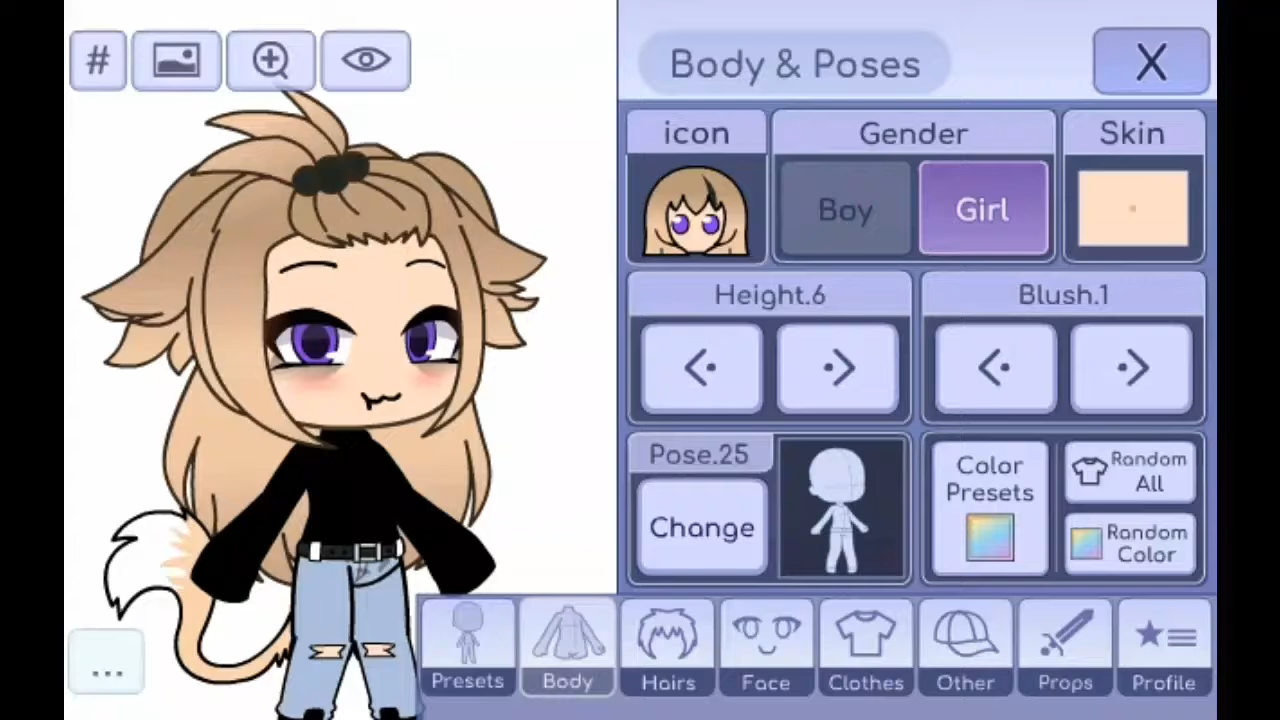 #
Body & Poses
X
icon
Gender
Skin
Boy
Girl
Height.6
Blush.1
Pose.25
Change
Color
Presets
Random
All
Random
Color
...
Presets
Body
Hairs
Face
Clothes
Other
Props
Profile